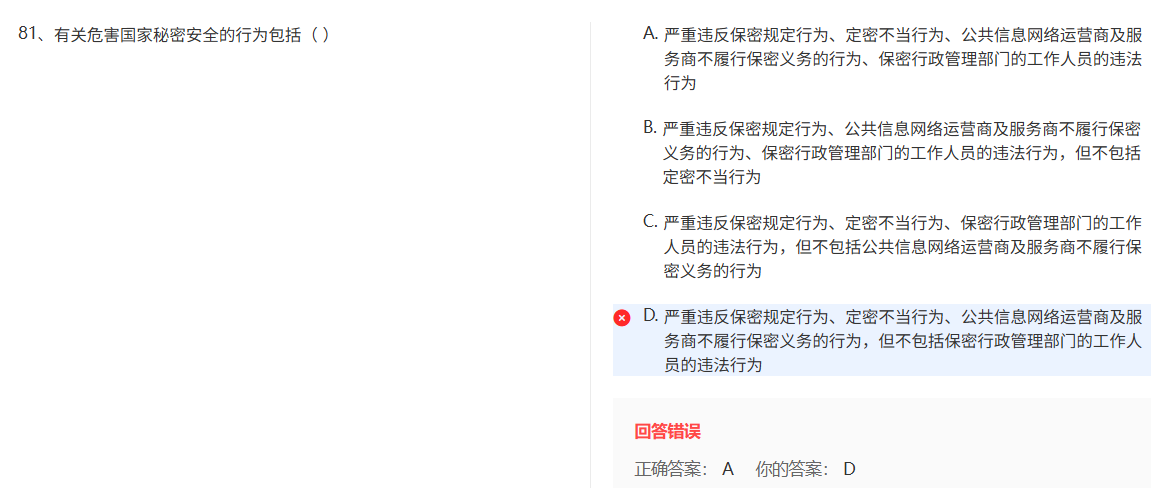 81、有关危害国家秘密安全的行为包括（ ）
A. 严重违反保密规定行为、定密不当行为、公共信息网络运营商及服
务商不履行保密义务的行为、保密行政管理部门的工作人员的违法
行为
B. 严重违反保密规定行为、公共信息网络运营商及服务商不履行保密
义务的行为、保密行政管理部门的工作人员的违法行为，但不包括
定密不当行为
C. 严重违反保密规定行为、定密不当行为、保密行政管理部门的工作
人员的违法行为，但不包括公共信息网络运营商及服务商不履行保
密义务的行为
D. 严重违反保密规定行为、定密不当行为、公共信息网络运营商及服
务商不履行保密义务的行为，但不包括保密行政管理部门的工作人
员的违法行为
回答错误
正确答案： A 你的答案： D